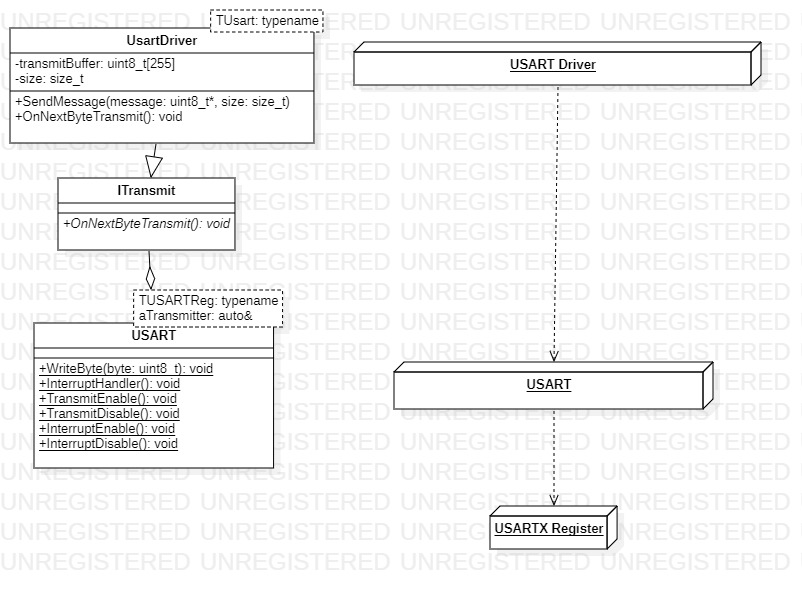 TUsart: typename
UsartDriver
-transmitBuffer: uint8_t[255]
-size: size_t
+SendMessage(message: uint8_t*, size: size_t)
+OnNextByteTransmit(): void
ITransmit
+OnNextByteTransmit(): void
TUSARTReg: typename
aTransmitter: auto&
USART
+WriteByte(byte: uint8_t): void
+InterruptHandler(): void
+TransmitEnable(): void
+TransmitDisable(): void
+InterruptEnable(): void
+InterruptDisable(): void
USART Driver
USART
USARTX Register
UNREGISTERED UNREGISTERED UNREGISTERED UNREGISTERED